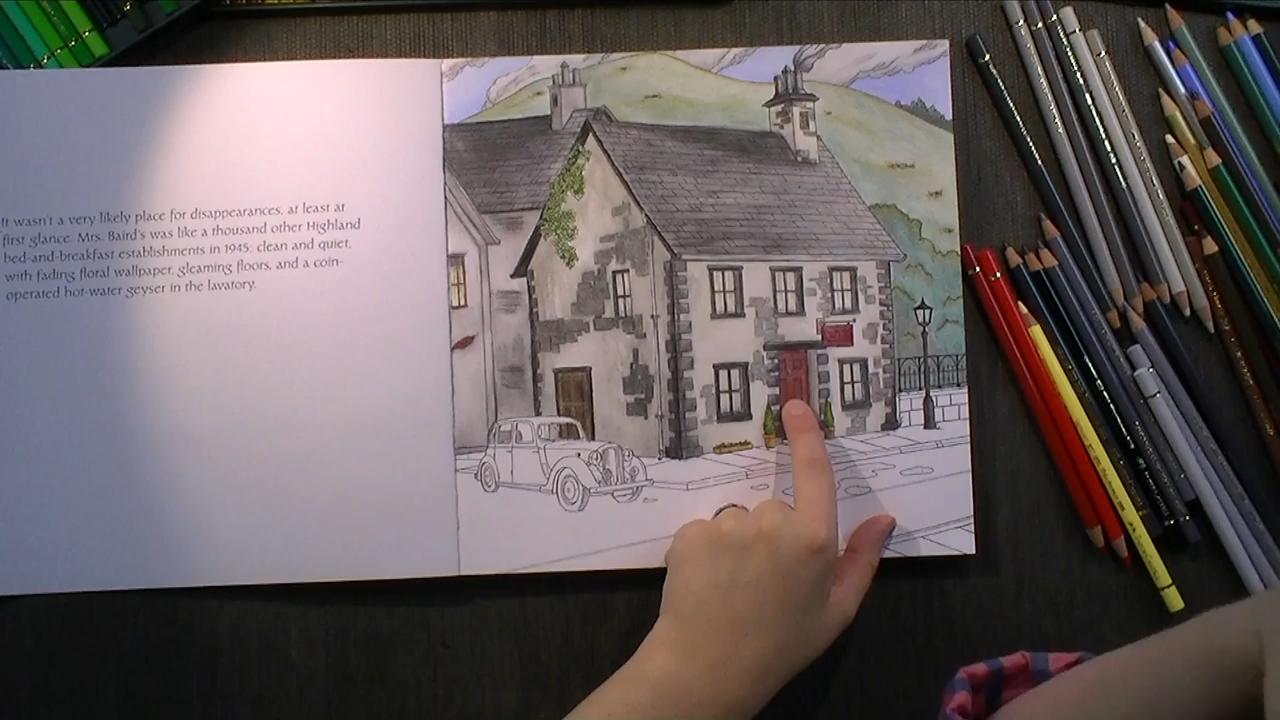 It wasn't a very likely place for disappearances, at least at
first glance. Mrs. Baird's was like a thousand other Highland
bed-and-breakfast establishments in 1945; clean and quiet,
with fading floral wallpaper, gleaming floors, and a coin-
operated hot-water geyser in the lavatory.